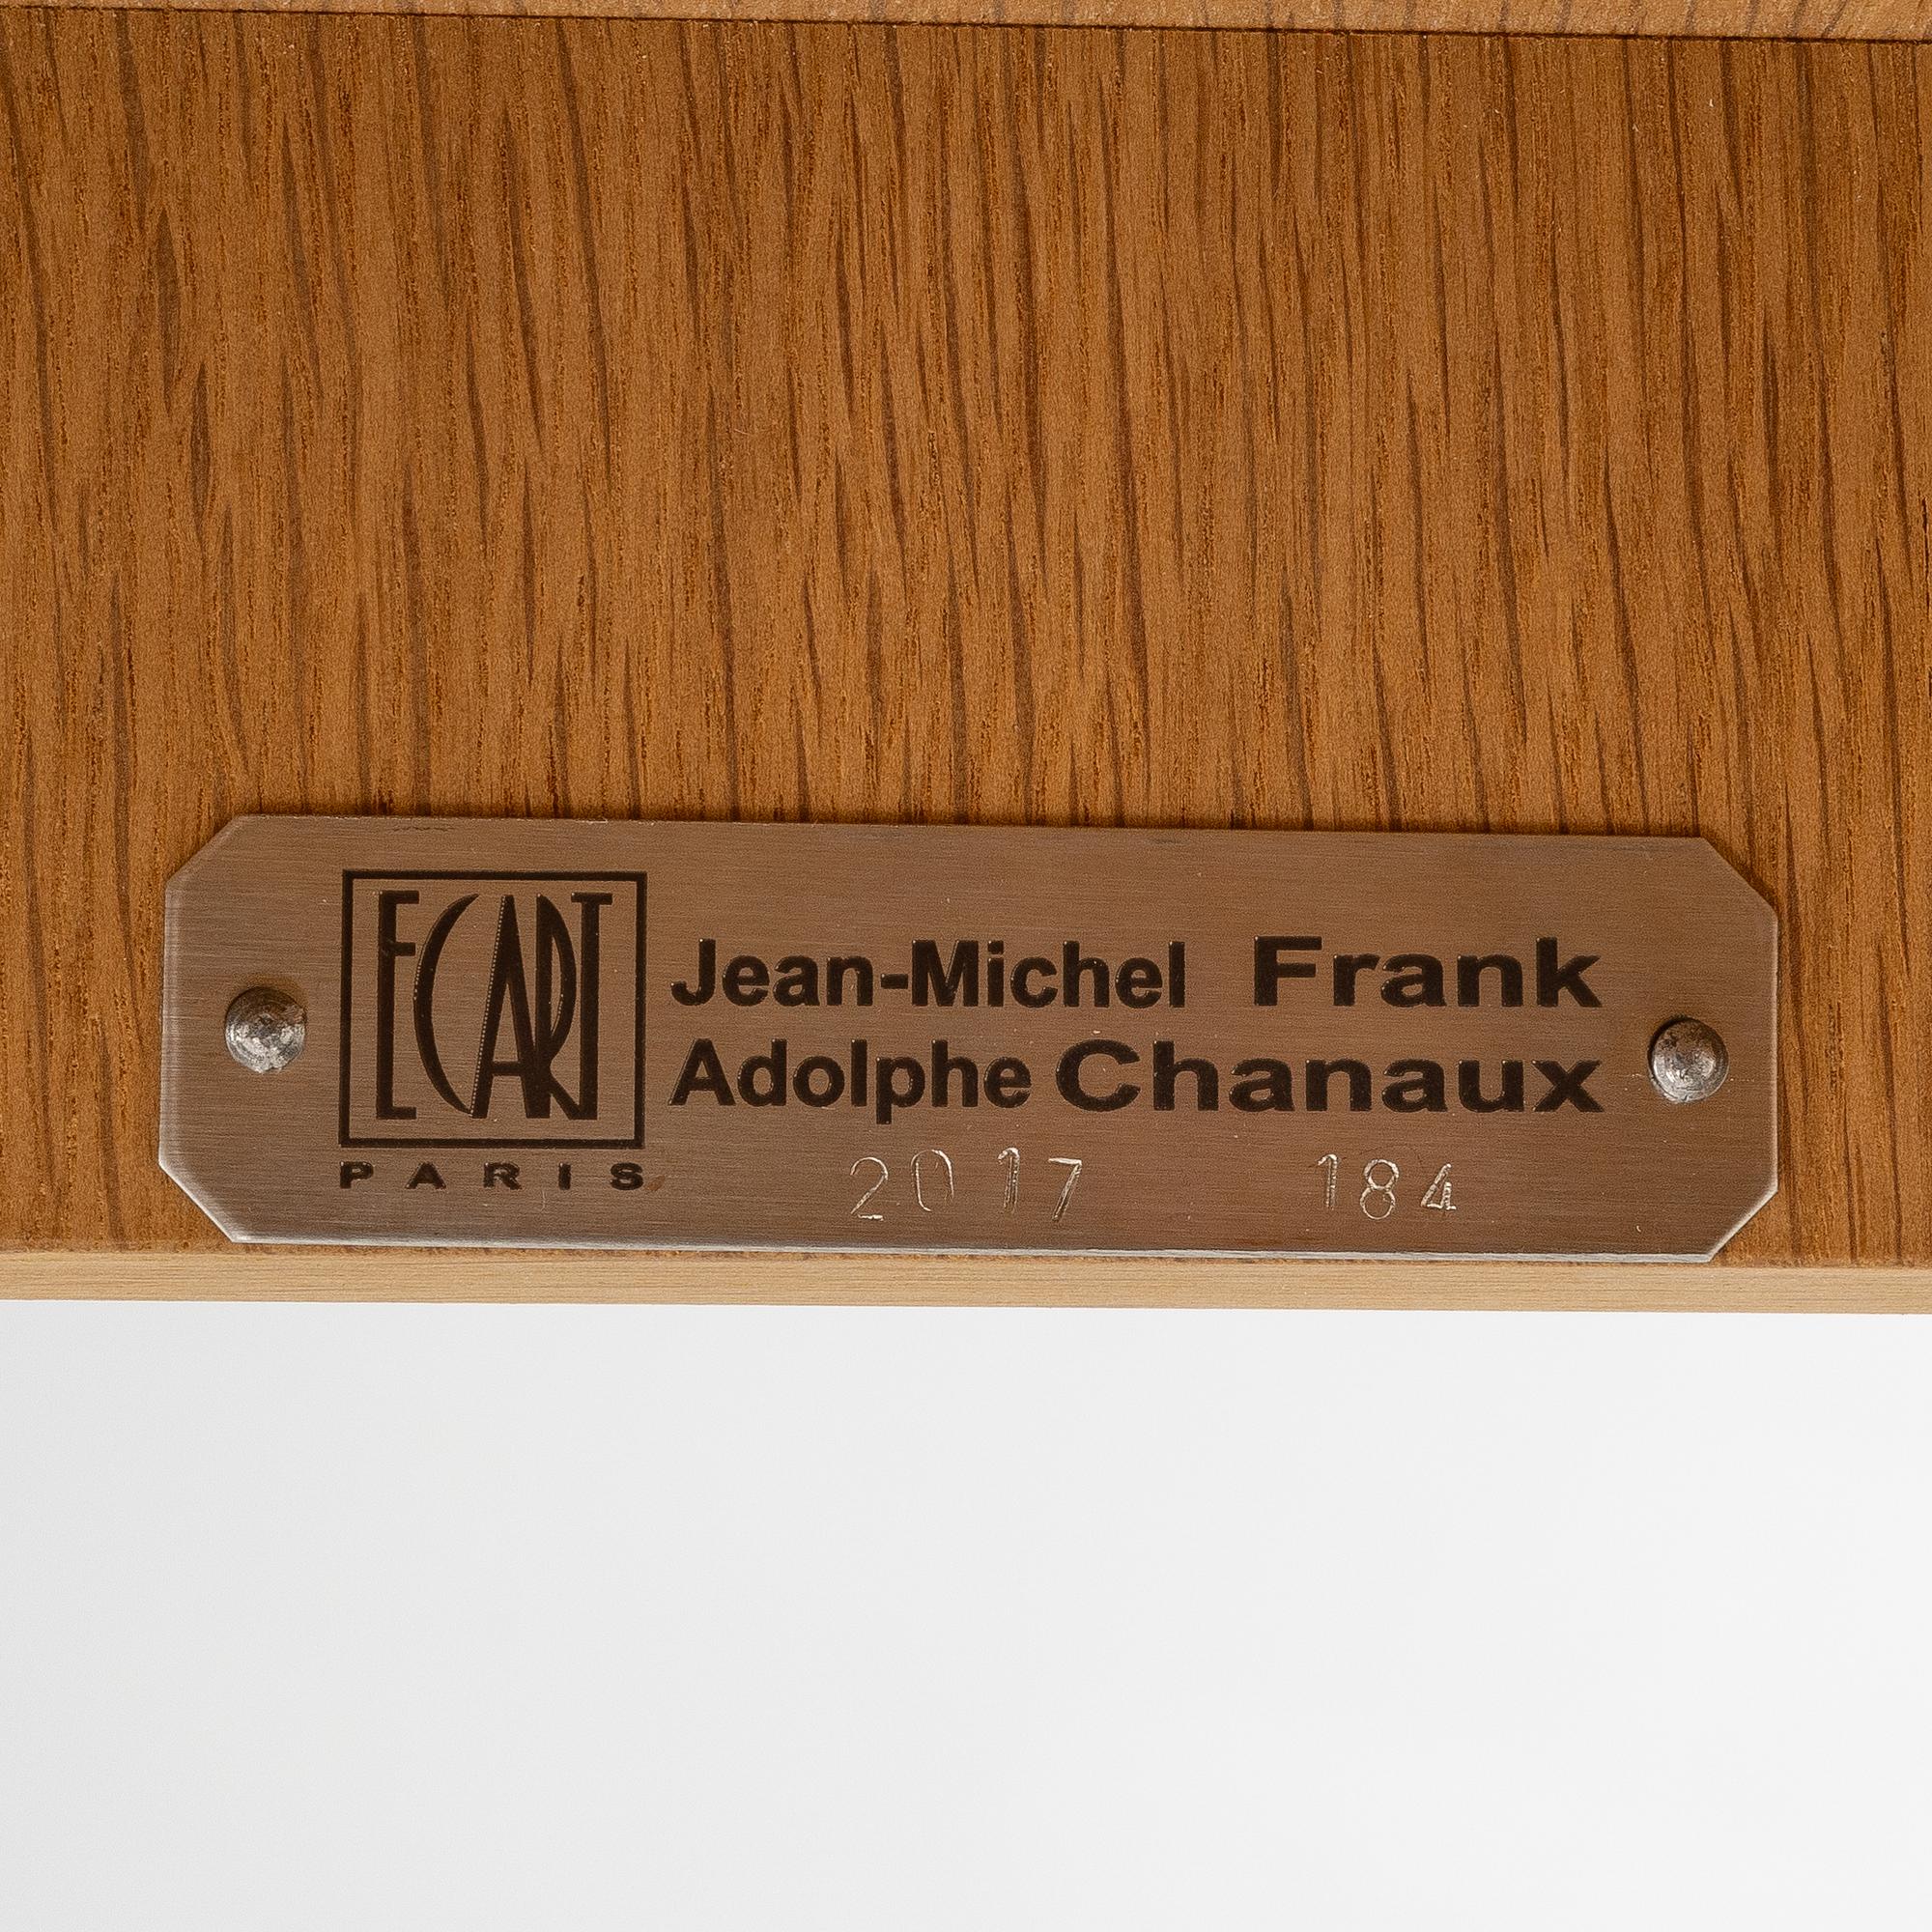 ECART
PARIS
Jean-Michel Frank
Adolphe Chanaux
2017 184